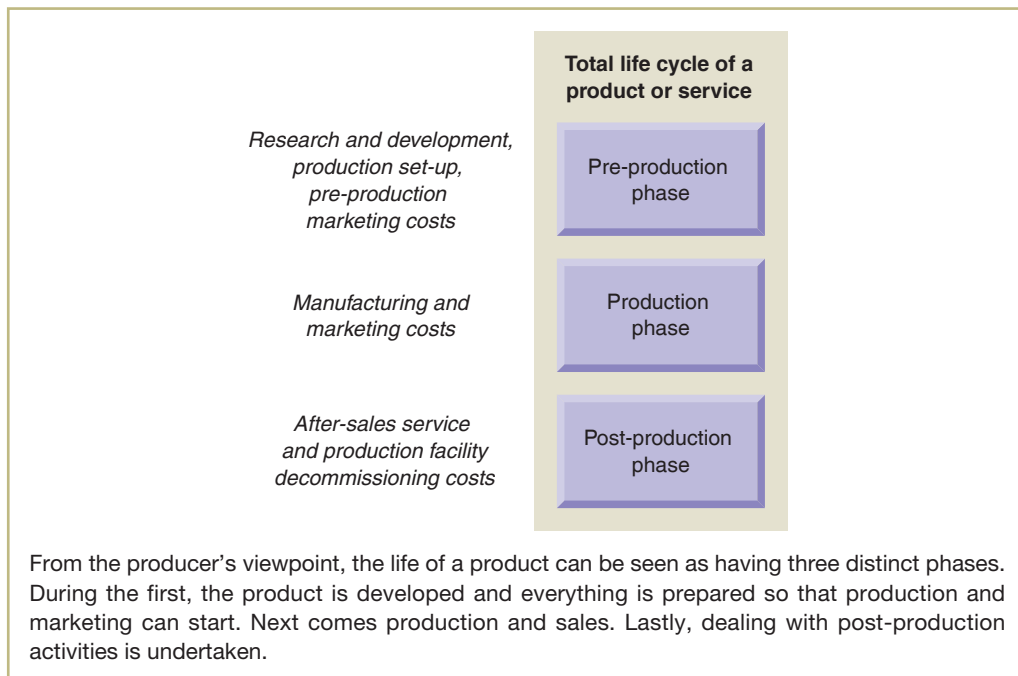 Total life cycle of a
product or service
Research and development,
production set-up,
pre-production
marketing costs
Pre-production
phase
Manufacturing and
marketing costs
Production
phase
After-sales service
and production facility
decommissioning costs
Post-production
phase
From the producer’s viewpoint, the life of a product can be seen as having three distinct phases.
During the first, the product is developed and everything is prepared so that production and
marketing can start. Next comes production and sales. Lastly, dealing with post-production
activities is undertaken.